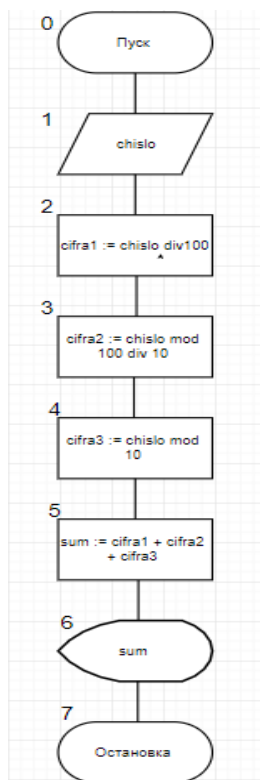 0
Пуск
1
chislo
2
cifra1 := chislo div100
3
cifra2 := chislo mod
100 div 10
4
cifra3 := chislo mod
10
5
sum := cifra1 + cifra2
+ cifra3
6
sum
7
Остановка